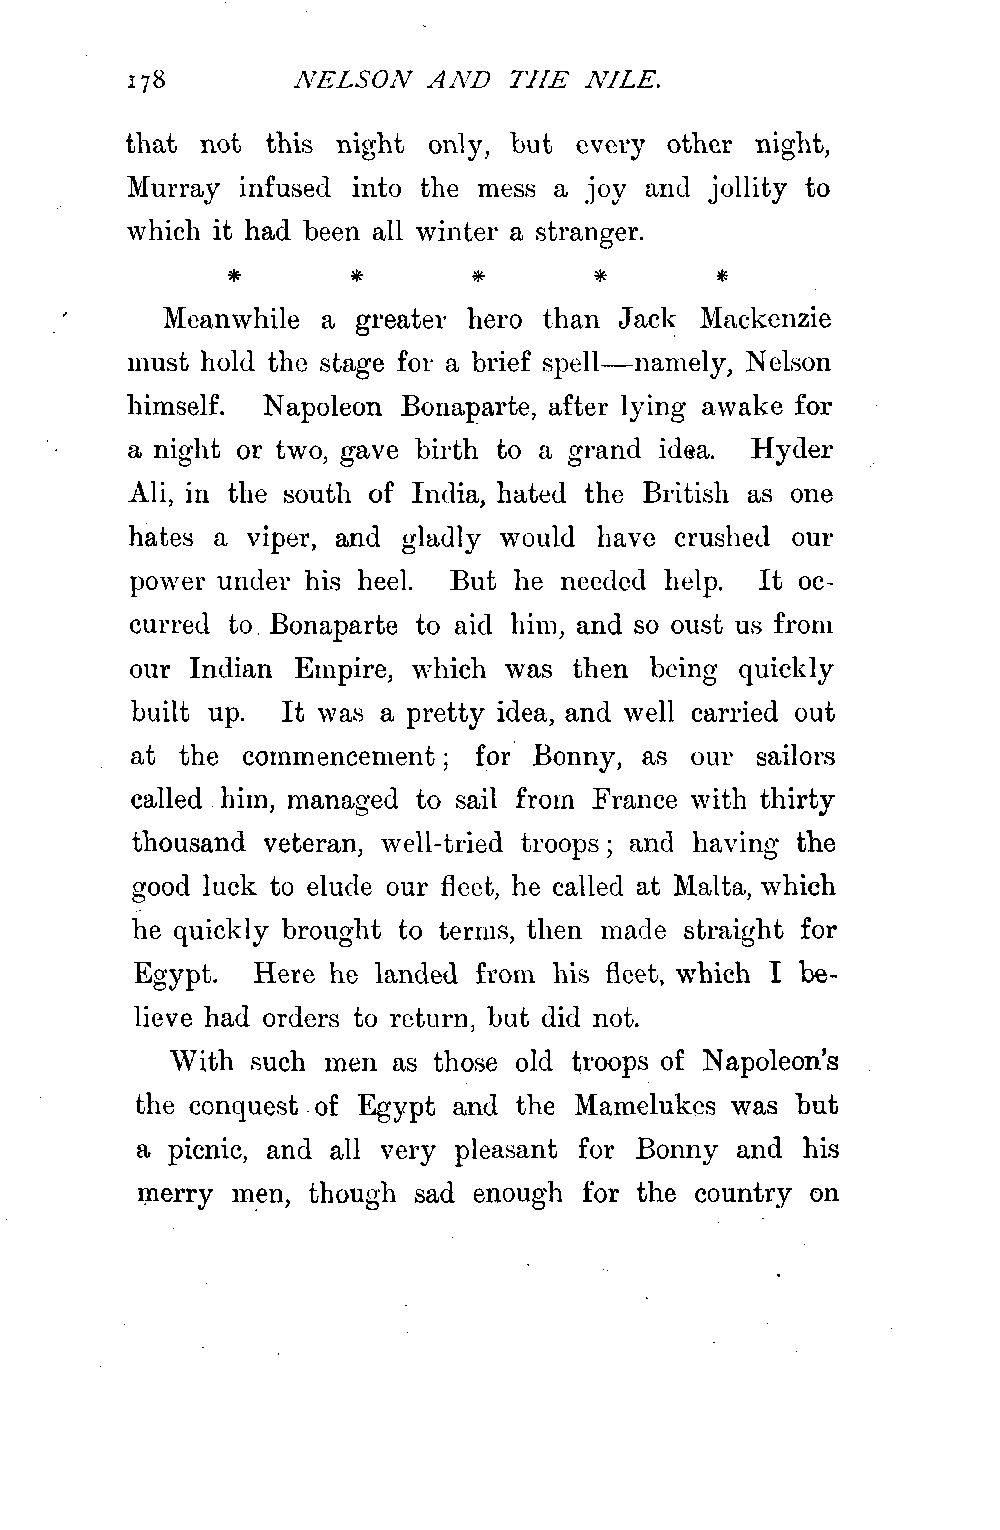 178 NELSON AND THE NILE.
that not this night only, but every other night,
Murray infused into the mess a joy and jollity to
which it had been all winter a stranger.
* * * * *
Meanwhile a greater hero than Jack Mackenzie
must hold the stage for a brief spell—namely, Nelson
himself. Napoleon Bonaparte, after lying awake for
a night or two, gave birth to a grand idea. Hyder
Ali, in the south of India, hated the British as one
hates a viper, and gladly would have crushed our
power under his heel. But he needed help. It oc-
curred to Bonaparte to aid him, and so oust us from
our Indian Empire, which was then being quickly
built up. It was a pretty idea, and well carried out
at the commencement; for Bonny, as our sailors
called him, managed to sail from France with thirty
thousand veteran, well-tried troops; and having the
good luck to elude our fleet, he called at Malta, which
he quickly brought to terms, then made straight for
Egypt. Here he landed from his fleet, which I be-
lieve had orders to return, but did not.
With such men as those old troops of Napoleon's
the conquest of Egypt and the Mamelukes was but
a picnic, and all very pleasant for Bonny and his
merry men, though sad enough for the country on